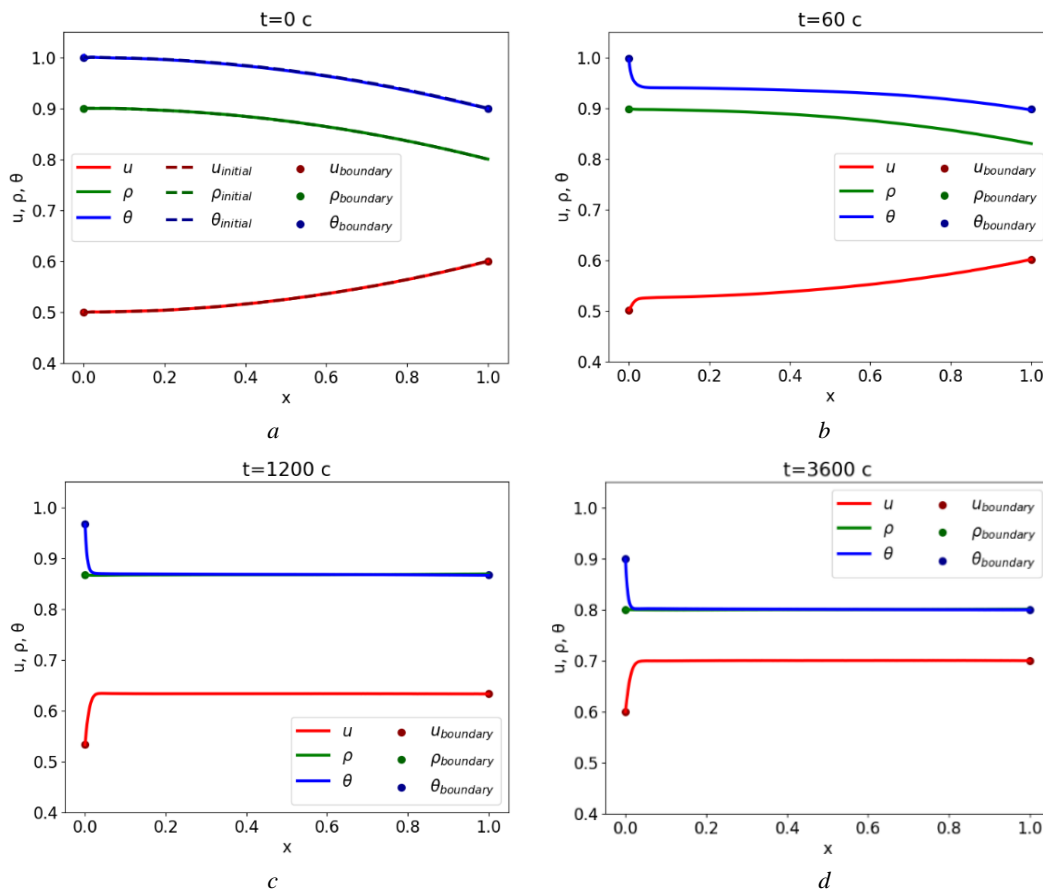 t=0 c
1.0
0.9
0.8
0.7
0.6
0.5
0.4
u, ρ, θ
u u_initial u_boundary
ρ ρ_initial ρ_boundary
θ θ_initial θ_boundary
0.0 0.2 0.4 0.6 0.8 1.0
x
a
t=60 c
1.0
0.9
0.8
0.7
0.6
0.5
0.4
u, ρ, θ
u u_boundary
ρ ρ_boundary
θ θ_boundary
0.0 0.2 0.4 0.6 0.8 1.0
x
b
t=1200 c
1.0
0.9
0.8
0.7
0.6
0.5
0.4
u, ρ, θ
u u_boundary
ρ ρ_boundary
θ θ_boundary
0.0 0.2 0.4 0.6 0.8 1.0
x
c
t=3600 c
1.0
0.9
0.8
0.7
0.6
0.5
0.4
u, ρ, θ
u u_boundary
ρ ρ_boundary
θ θ_boundary
0.0 0.2 0.4 0.6 0.8 1.0
x
d